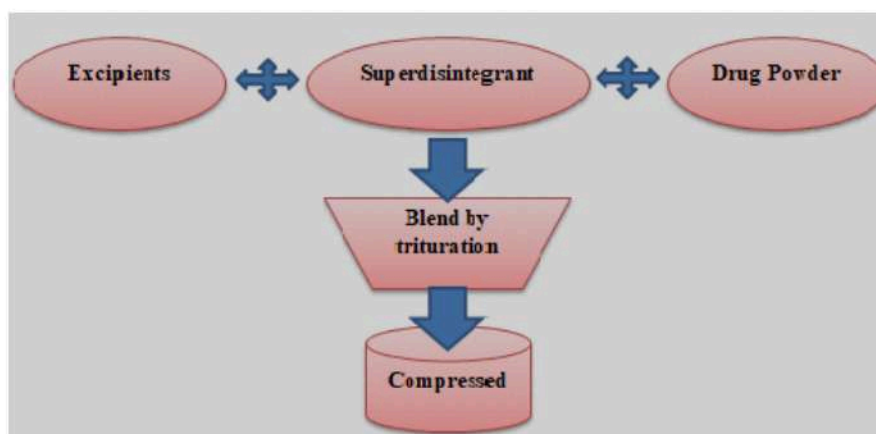 Excipients
Superdisintegrant
Drug Powder
Blend by
trituration
Compressed